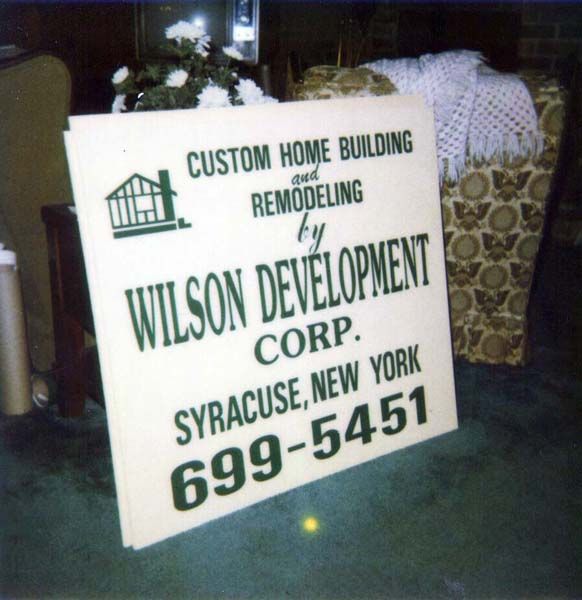 CUSTOM HOME BUILDING
and
REMODELING
by
WILSON DEVELOPMENT
CORP.
SYRACUSE, NEW YORK
699-5451